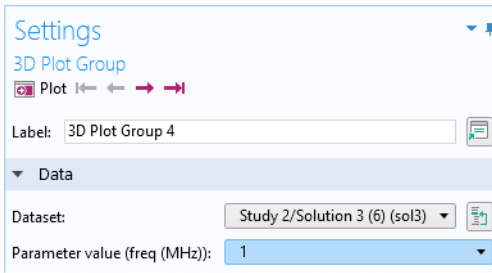 Settings
3D Plot Group
Plot
Label: 3D Plot Group 4
Data
Dataset: Study 2/Solution 3 (6) (sol3)
Parameter value (freq (MHz)): 1